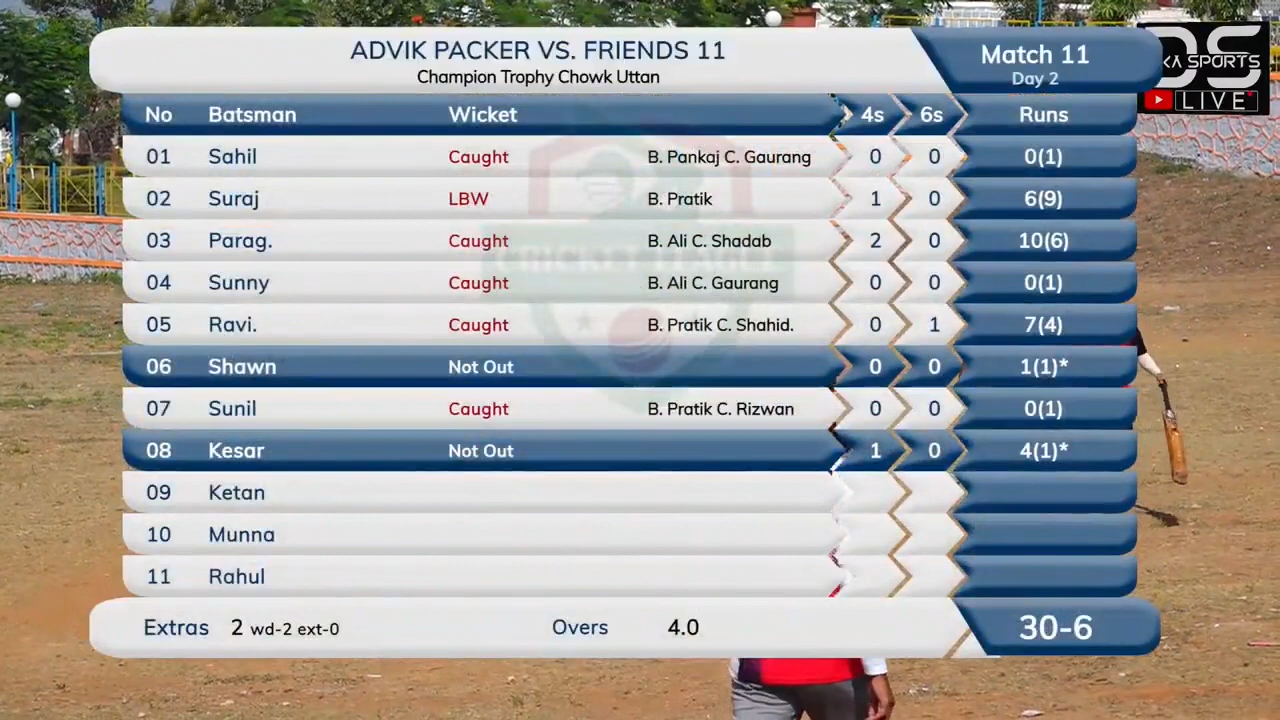 ADVIK PACKER VS. FRIENDS 11
Champion Trophy Chowk Uttan
Match 11
Day 2
DS
KA SPORTS
LIVE
No Batsman Wicket 4s 6s Runs
01 Sahil Caught B. Pankaj C. Gaurang 0 0 0(1)
02 Suraj LBW B. Pratik 1 0 6(9)
03 Parag. Caught B. Ali C. Shadab 2 0 10(6)
04 Sunny Caught B. Ali C. Gaurang 0 0 0(1)
05 Ravi. Caught B. Pratik C. Shahid. 0 1 7(4)
06 Shawn Not Out 0 0 1(1)*
07 Sunil Caught B. Pratik C. Rizwan 0 0 0(1)
08 Kesar Not Out 1 0 4(1)*
09 Ketan
10 Munna
11 Rahul
CRICKET LEAGUE
Extras 2 wd-2 ext-0 Overs 4.0 30-6